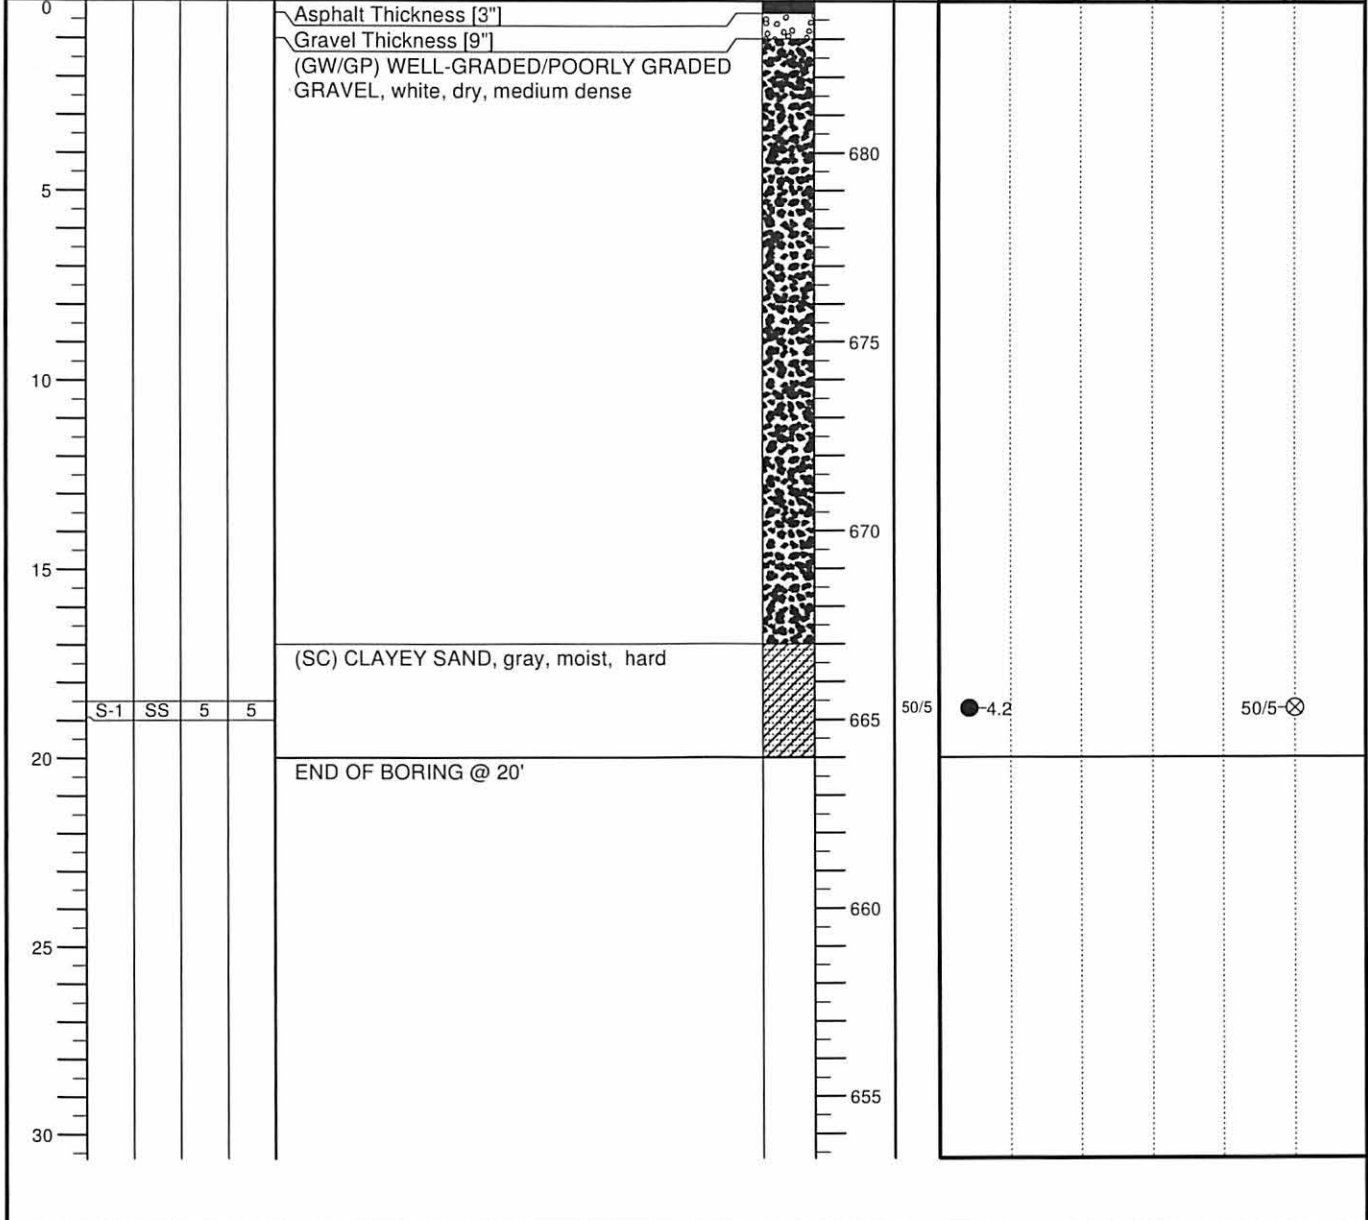 0
Asphalt Thickness [3"]
Gravel Thickness [9"]
(GW/GP) WELL-GRADED/POORLY GRADED
GRAVEL, white, dry, medium dense
680
5
675
10
670
15
(SC) CLAYEY SAND, gray, moist, hard
S-1 SS 5 5
665
50/5
4.2
50/5
20
END OF BORING @ 20'
660
25
655
30